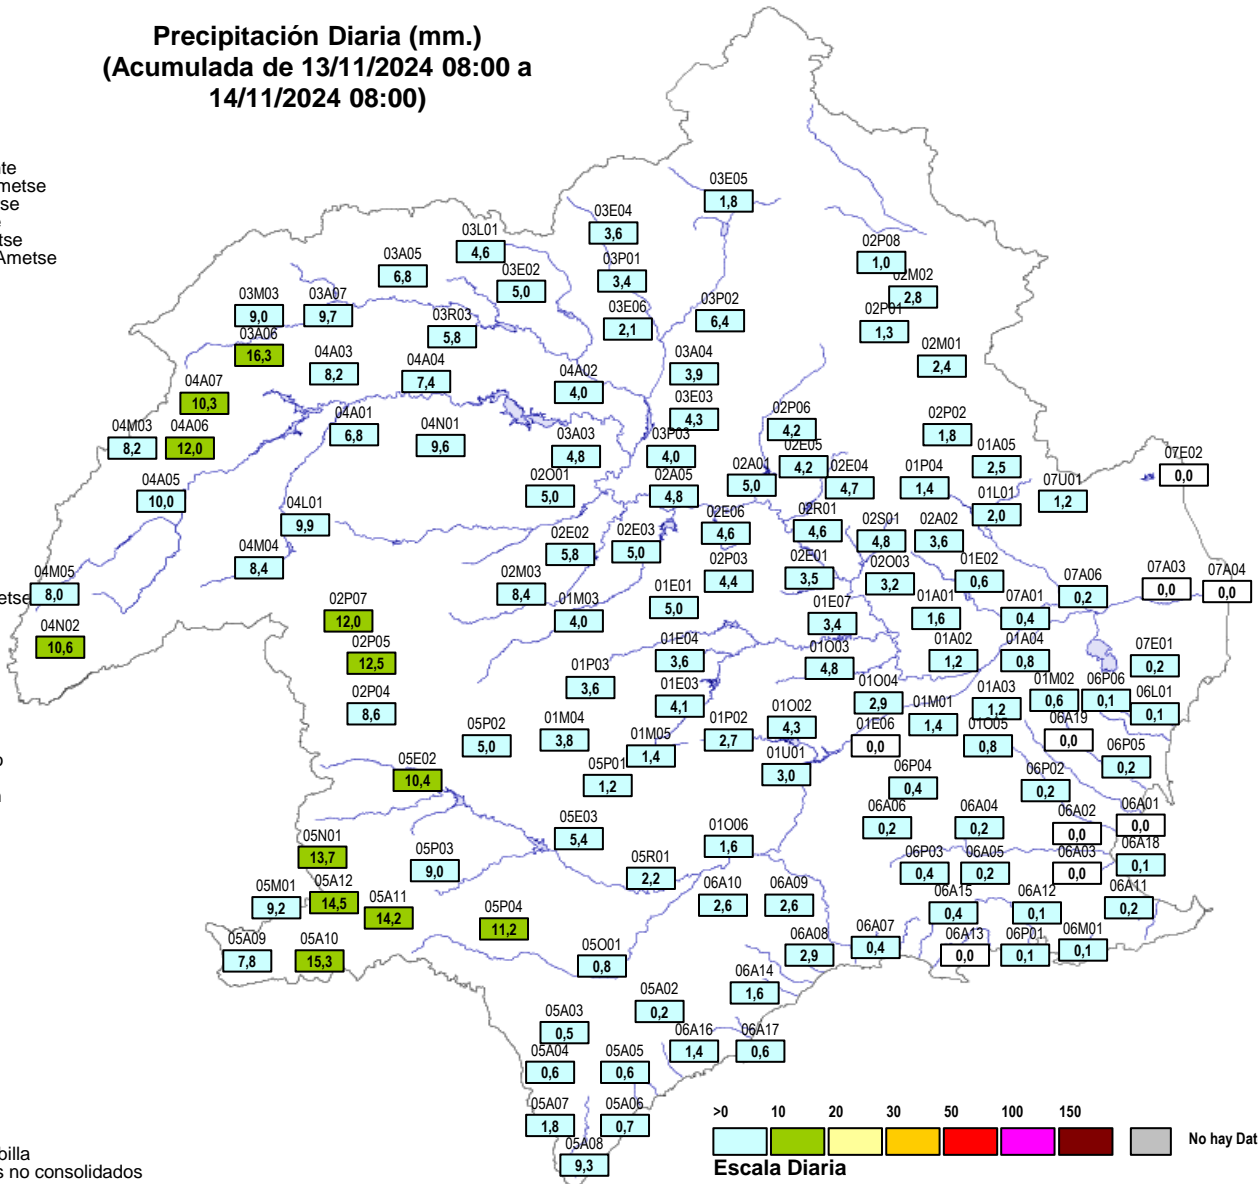 Precipitación Diaria (mm.)
(Acumulada de 13/11/2024 08:00 a
14/11/2024 08:00)
nte
metse
tse
e
tse
Ametse
03E05
1,8
03E04
3,6
03L01
4,6
02P08
1,0
03A05
6,8
03E02
5,0
03P01
3,4
02M02
2,8
03M03
9,0
03A07
9,7
03E06
2,1
03P02
6,4
02P01
1,3
03R03
5,8
03A06
16,3
04A03
8,2
04A04
7,4
03A04
3,9
02M01
2,4
04A02
4,0
04A07
10,3
03E03
4,3
04A01
6,8
04N01
9,6
02P06
4,2
02P02
1,8
04M03
8,2
04A06
12,0
03A03
4,8
03P03
4,0
02E05
4,2
01A05
2,5
07E02
0,0
04A05
10,0
02O01
5,0
02A05
4,8
02A01
5,0
02E04
4,7
01P04
1,4
07U01
1,2
01L01
2,0
04L01
9,9
02E06
4,6
02R01
4,6
02S01
4,8
02A02
3,6
02E02
5,8
02E03
5,0
04M04
8,4
02P03
4,4
02E01
3,5
02O03
3,2
01E02
0,6
07A03
0,0
07A04
0,0
04M05
8,0
etse
02M03
8,4
01E01
5,0
07A06
0,2
02P07
12,0
01M03
4,0
01E07
3,4
01A01
1,6
07A01
0,4
04N02
10,6
02P05
12,5
01E04
3,6
01O03
4,8
01A02
1,2
01A04
0,8
07E01
0,2
01P03
3,6
01E03
4,1
01O04
2,9
01A03
1,2
01M02
0,6
06P06
0,1
06L01
0,1
02P04
8,6
01O02
4,3
01M01
1,4
05P02
5,0
01M04
3,8
01P02
2,7
01E06
0,0
01O05
0,8
06A19
0,0
01M05
1,4
06P05
0,2
o
05E02
10,4
05P01
1,2
01U01
3,0
06P04
0,4
06P02
0,2
05E03
5,4
06A06
0,2
06A04
0,2
06A02
0,0
06A01
0,0
05N01
13,7
01O06
1,6
05P03
9,0
05R01
2,2
06P03
0,4
06A05
0,2
06A03
0,0
06A18
0,1
05M01
9,2
05A12
14,5
05A11
14,2
06A10
2,6
06A09
2,6
06A15
0,4
06A12
0,1
06A11
0,2
05P04
11,2
05A09
7,8
05A10
15,3
05O01
0,8
06A08
2,9
06A07
0,4
06A13
0,0
06P01
0,1
06M01
0,1
06A14
1,6
05A02
0,2
05A03
0,5
06A16
1,4
06A17
0,6
05A04
0,6
05A05
0,6
05A07
1,8
05A06
0,7
05A08
9,3
>0 10 20 30 50 100 150
No hay Dat
Escala Diaria
billa
s no consolidados